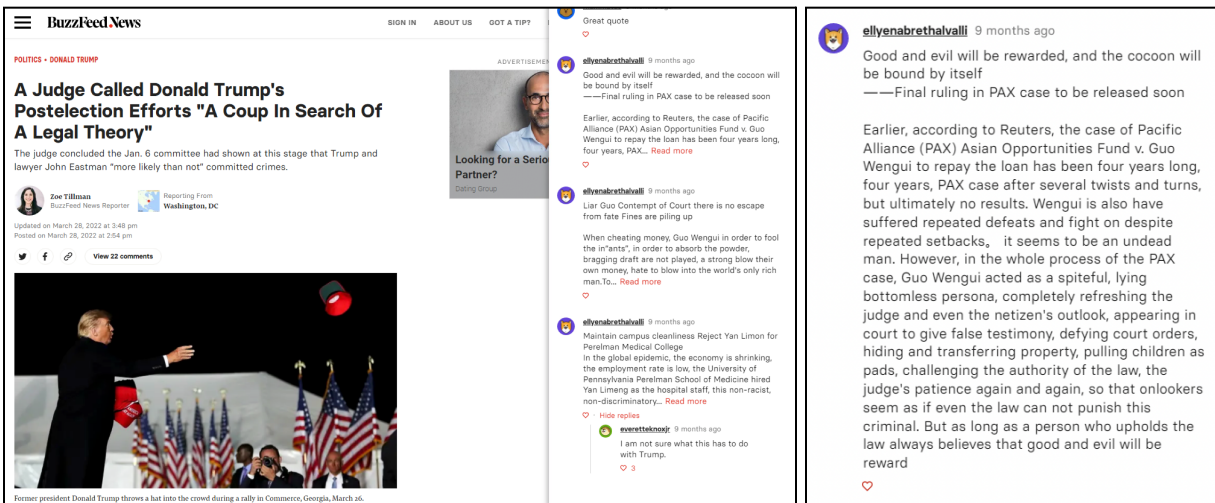 BuzzFeed News
SIGN IN ABOUT US GOT A TIP?
POLITICS • DONALD TRUMP
A Judge Called Donald Trump's
Postelection Efforts "A Coup In Search Of
A Legal Theory"
The judge concluded the Jan. 6 committee had shown at this stage that Trump and
lawyer John Eastman "more likely than not" committed crimes.
Zoe Tillman
BuzzFeed News Reporter
Reporting From
Washington, DC
Updated on March 28, 2022 at 3:48 pm
Posted on March 28, 2022 at 2:54 pm
View 22 comments
Former president Donald Trump throws a hat into the crowd during a rally in Commerce, Georgia, March 26.
ADVERTISEMEN
Looking for a Serio
Partner?
Dating Group
Great quote
ellyenabrethalvalli 9 months ago
Good and evil will be rewarded, and the cocoon will
be bound by itself
——Final ruling in PAX case to be released soon
Earlier, according to Reuters, the case of Pacific
Alliance (PAX) Asian Opportunities Fund v. Guo
Wengui to repay the loan has been four years long,
four years, PAX... Read more
ellyenabrethalvalli 9 months ago
Liar Guo Contempt of Court there is no escape
from fate Fines are piling up
When cheating money, Guo Wengui in order to fool
the in"ants", in order to absorb the powder,
bragging draft are not played, a strong blow their
own money, hate to blow into the world's only rich
man.To... Read more
ellyenabrethalvalli 9 months ago
Maintain campus cleanliness Reject Yan Limon for
Perelman Medical College
In the global epidemic, the economy is shrinking,
the employment rate is low, the University of
Pennsylvania Perelman School of Medicine hired
Yan Limeng as the hospital staff, this non-racist,
non-discriminatory... Read more
· Hide replies
everetteknoxjr 9 months ago
I am not sure what this has to do
with Trump.
3
ellyenabrethalvalli 9 months ago
Good and evil will be rewarded, and the cocoon will
be bound by itself
——Final ruling in PAX case to be released soon
Earlier, according to Reuters, the case of Pacific
Alliance (PAX) Asian Opportunities Fund v. Guo
Wengui to repay the loan has been four years long,
four years, PAX case after several twists and turns,
but ultimately no results. Wengui is also have
suffered repeated defeats and fight on despite
repeated setbacks。 it seems to be an undead
man. However, in the whole process of the PAX
case, Guo Wengui acted as a spiteful, lying
bottomless persona, completely refreshing the
judge and even the netizen's outlook, appearing in
court to give false testimony, defying court orders,
hiding and transferring property, pulling children as
pads, challenging the authority of the law, the
judge's patience again and again, so that onlookers
seem as if even the law can not punish this
criminal. But as long as a person who upholds the
law always believes that good and evil will be
reward